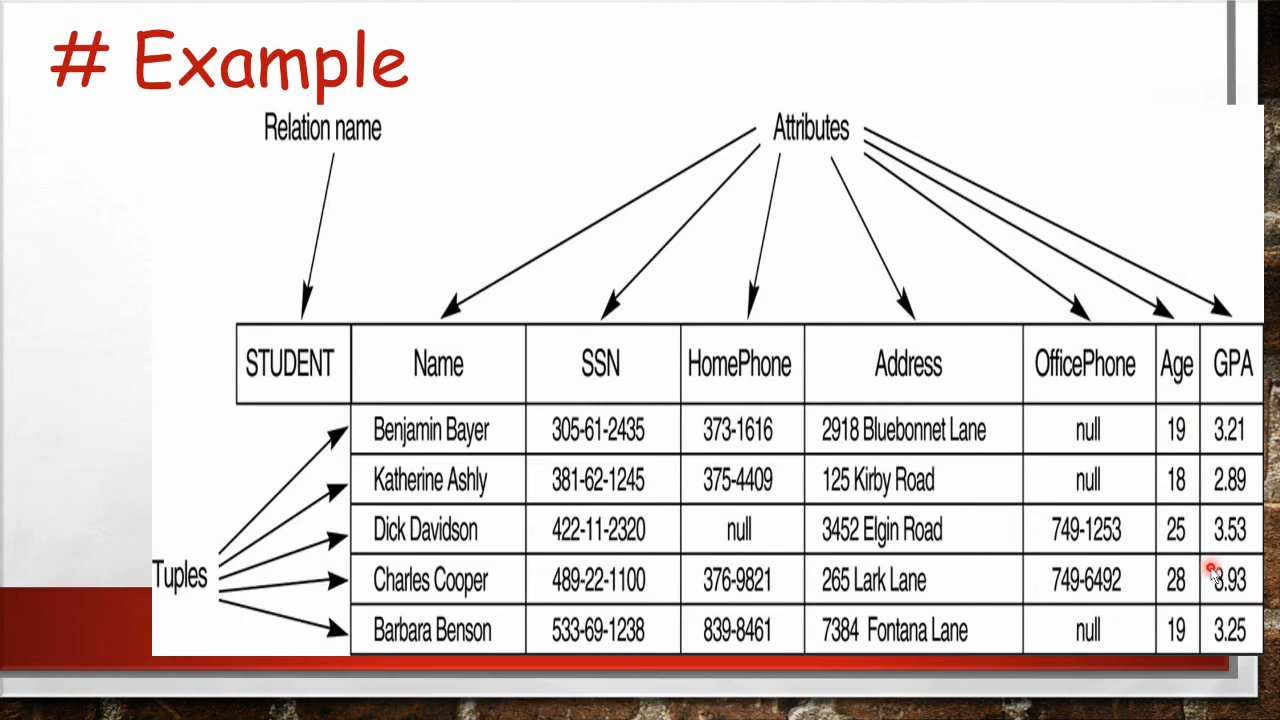 # Example
Relation name
Attributes
STUDENT Name SSN HomePhone Address OfficePhone Age GPA
Benjamin Bayer 305-61-2435 373-1616 2918 Bluebonnet Lane null 19 3.21
Katherine Ashly 381-62-1245 375-4409 125 Kirby Road null 18 2.89
Dick Davidson 422-11-2320 null 3452 Elgin Road 749-1253 25 3.53
Tuples
Charles Cooper 489-22-1100 376-9821 265 Lark Lane 749-6492 28 3.93
Barbara Benson 533-69-1238 839-8461 7384 Fontana Lane null 19 3.25